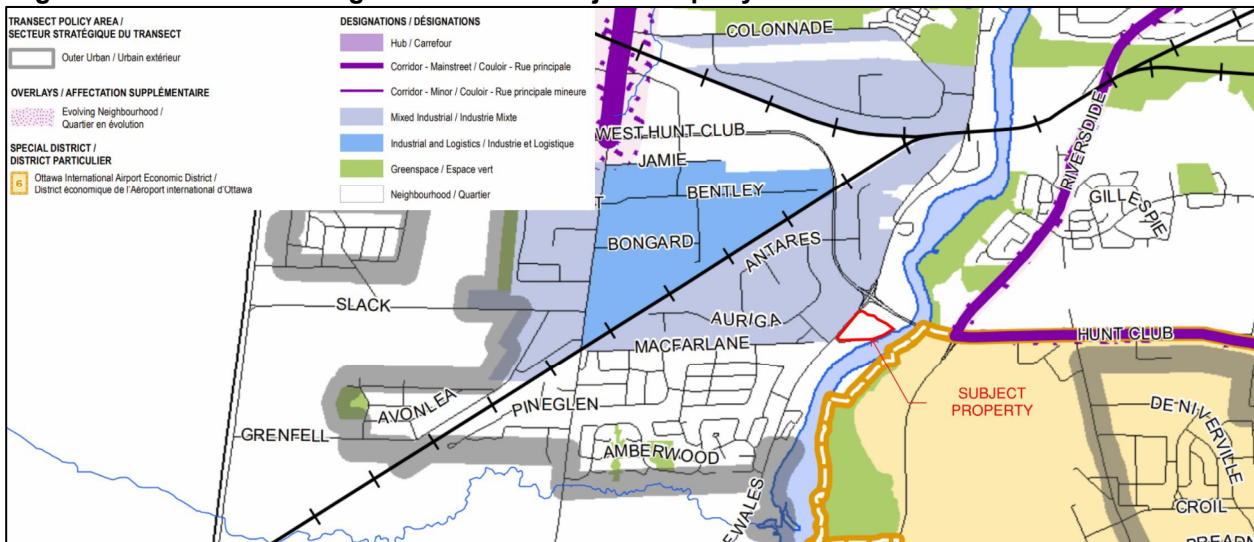 TRANSECT POLICY AREA /
SECTEUR STRATÉGIQUE DU TRANSECT
Outer Urban / Urbain extérieur
OVERLAYS / AFFECTATION SUPPLÉMENTAIRE
Evolving Neighbourhood /
Quartier en évolution
SPECIAL DISTRICT /
DISTRICT PARTICULIER
6
Ottawa International Airport Economic District /
District économique de l'Aéroport international d'Ottawa
DESIGNATIONS / DÉSIGNATIONS
Hub / Carrefour
Corridor - Mainstreet / Couloir - Rue principale
Corridor - Minor / Couloir - Rue principale mineure
Mixed Industrial / Industrie Mixte
Industrial and Logistics / Industrie et Logistique
Greenspace / Espace vert
Neighbourhood / Quartier
COLONNADE
WEST HUNT CLUB
JAMIE
BENTLEY
BONGARD
ANTARES
RIVERSDIDE
GILLESPIE
SLACK
AURIGA
MACFARLANE
HUNT CLUB
SUBJECT
PROPERTY
AVONLEA
PINEGLEN
GRENFELL
AMBERWOOD
DE NIVERVILLE
CROIL